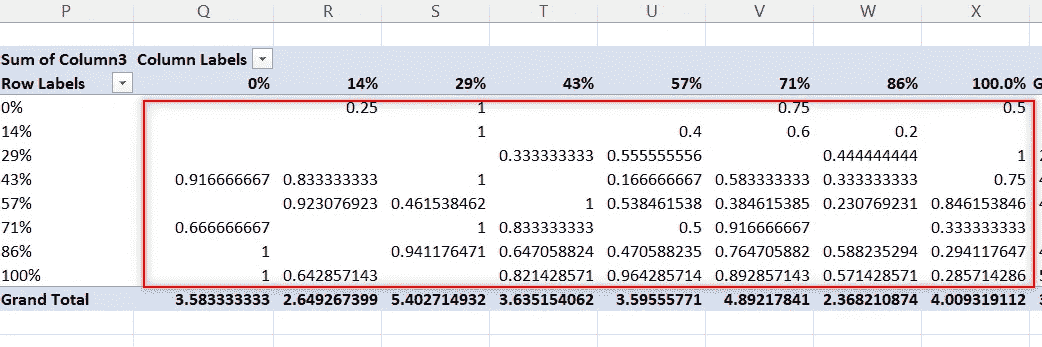 P Q R S T U V W X
Sum of Column3 Column Labels
Row Labels 0% 14% 29% 43% 57% 71% 86% 100.0% G
0% 0.25 1 0.75 0.5
14% 1 0.4 0.6 0.2
29% 0.333333333 0.555555556 0.444444444 1
43% 0.916666667 0.833333333 1 0.166666667 0.583333333 0.333333333 0.75
57% 0.923076923 0.461538462 1 0.538461538 0.384615385 0.230769231 0.846153846
71% 0.666666667 1 0.833333333 0.5 0.916666667 0.333333333
86% 1 0.941176471 0.647058824 0.470588235 0.764705882 0.588235294 0.294117647
100% 1 0.642857143 0.821428571 0.964285714 0.892857143 0.571428571 0.285714286
Grand Total 3.583333333 2.649267399 5.402714932 3.635154062 3.59555771 4.89217841 2.368210874 4.009319112